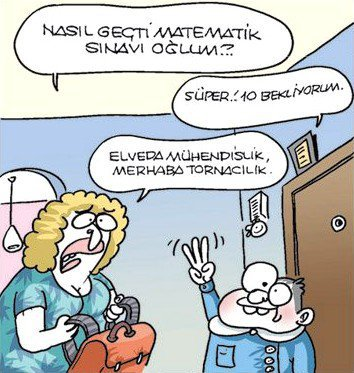 NASIL GEÇTİ MATEMATİK
SINAVI OĞLUM..?
SÜPER..! 10 BEKLİYORUM.
ELVEDA MÜHENDİSLİK,
MERHABA TORNACILIK.